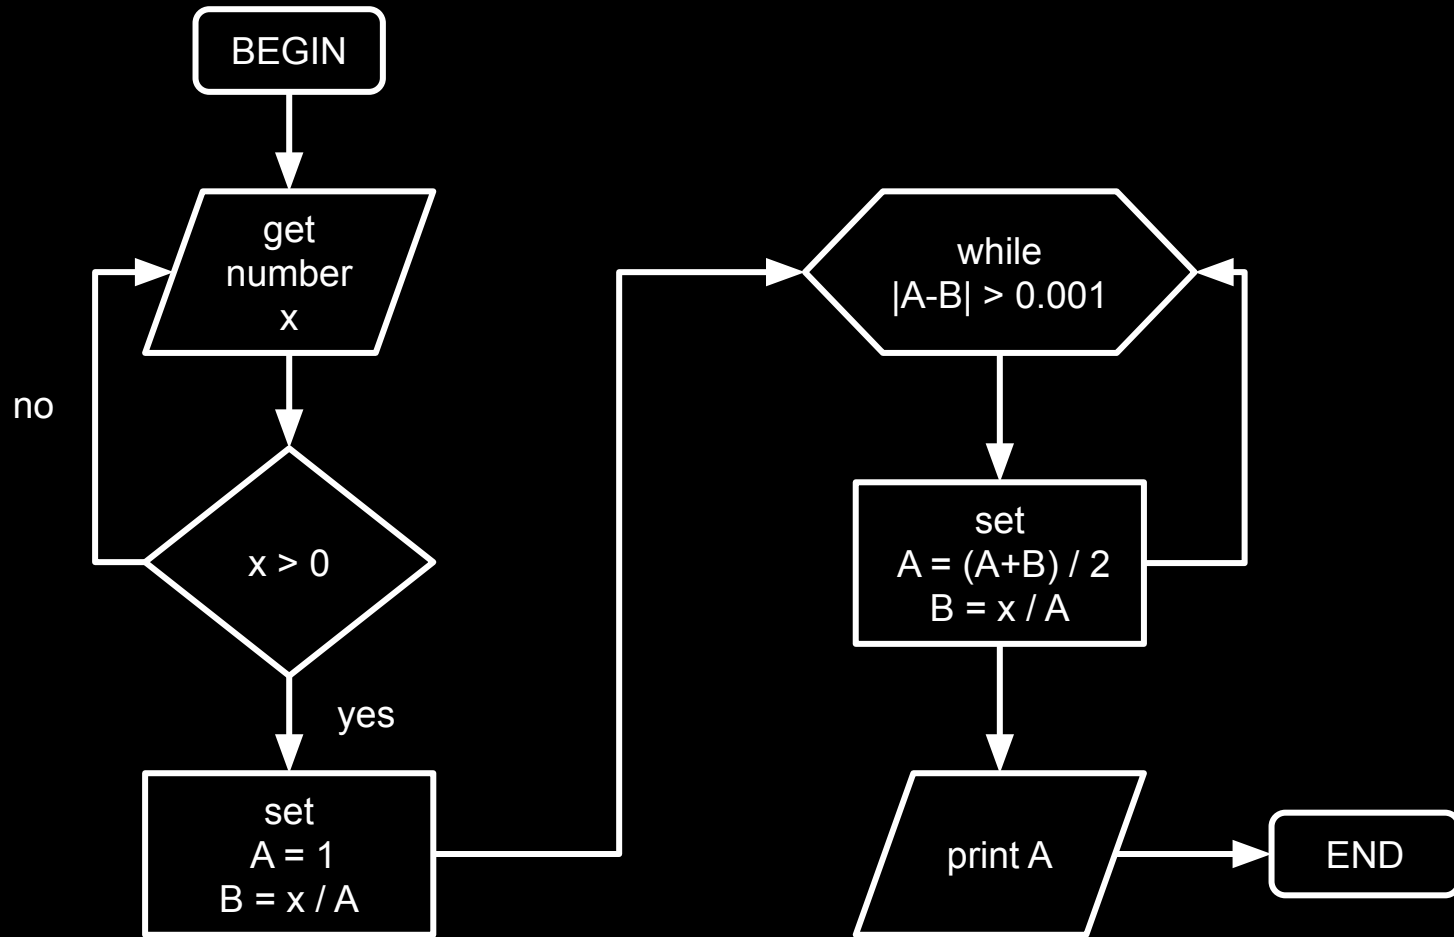 BEGIN
get
number
x
no
x > 0
yes
set
A = 1
B = x / A
while
|A-B| > 0.001
set
A = (A+B) / 2
B = x / A
print A
END